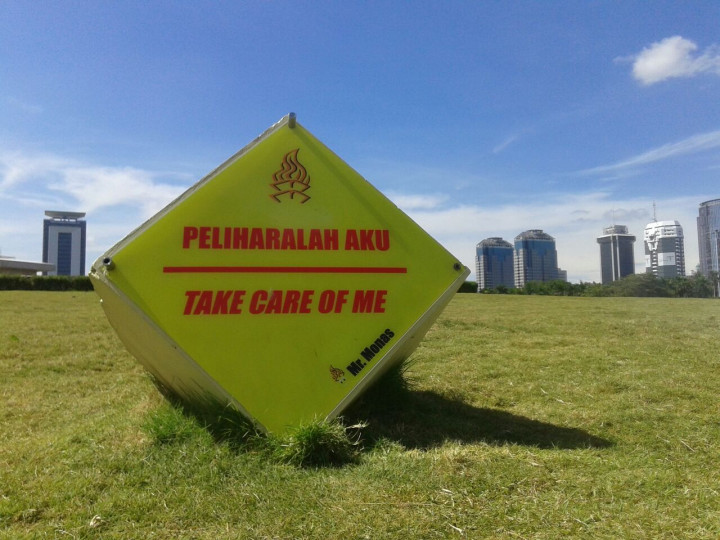 PELIHARALAH AKU
TAKE CARE OF ME
Mr. Monas